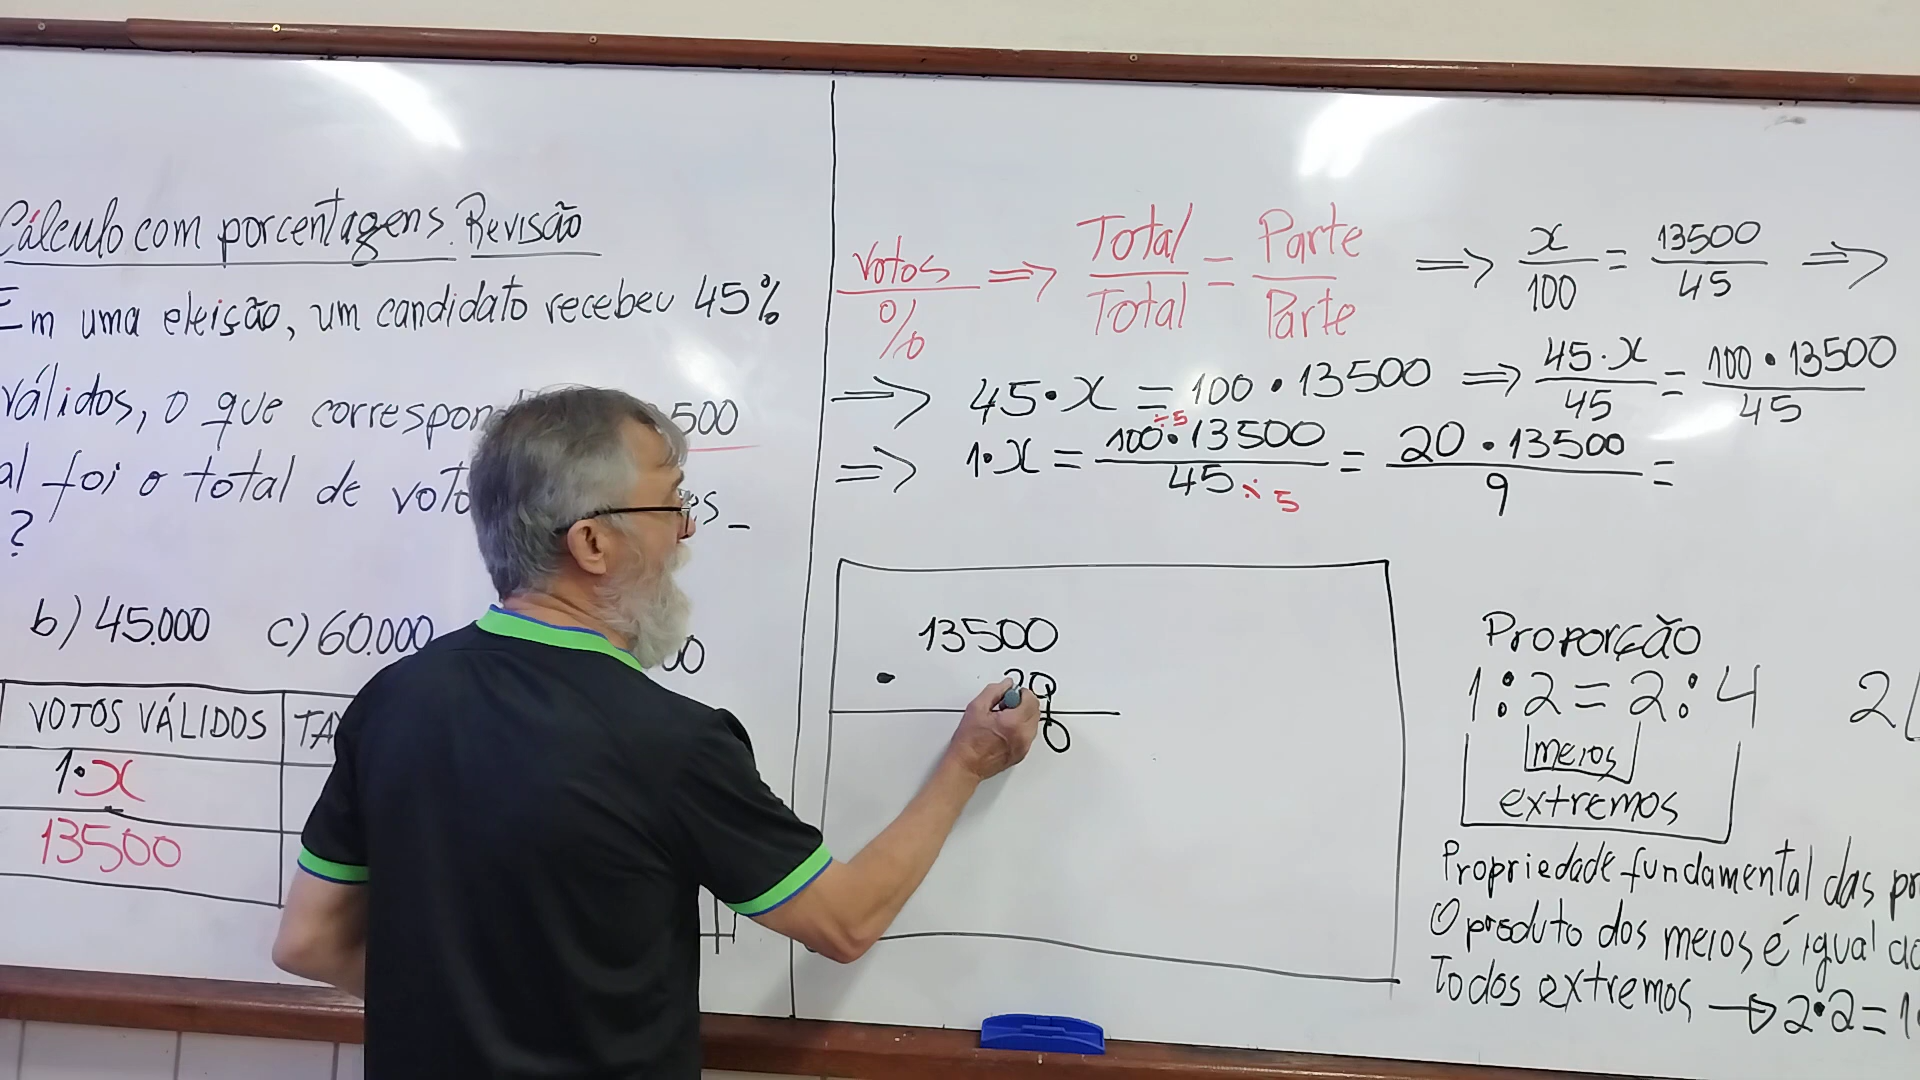 Cálculo com porcentagens. Revisão
Em uma eleição, um candidato recebeu 45%
válidos, o que
500
al foi o total de
?
b) 45.000 c) 60.000
VOTOS VÁLIDOS
1·x
13500
Votos/% => Total/Total = Parte/Parte => x/100 = 13500/45 =>
=> 45·x = 100·13500 => 45·x/45 = 100·13500/45
=> 1·x = 100÷5·13500/45÷5 = 20·13500/9 =
13500
· 20
0
Proporção
1:2=2:4
meios
extremos
2
Propriedade fundamental das
O produto dos meios é igual ao
Todos extremos → 2·2=1·